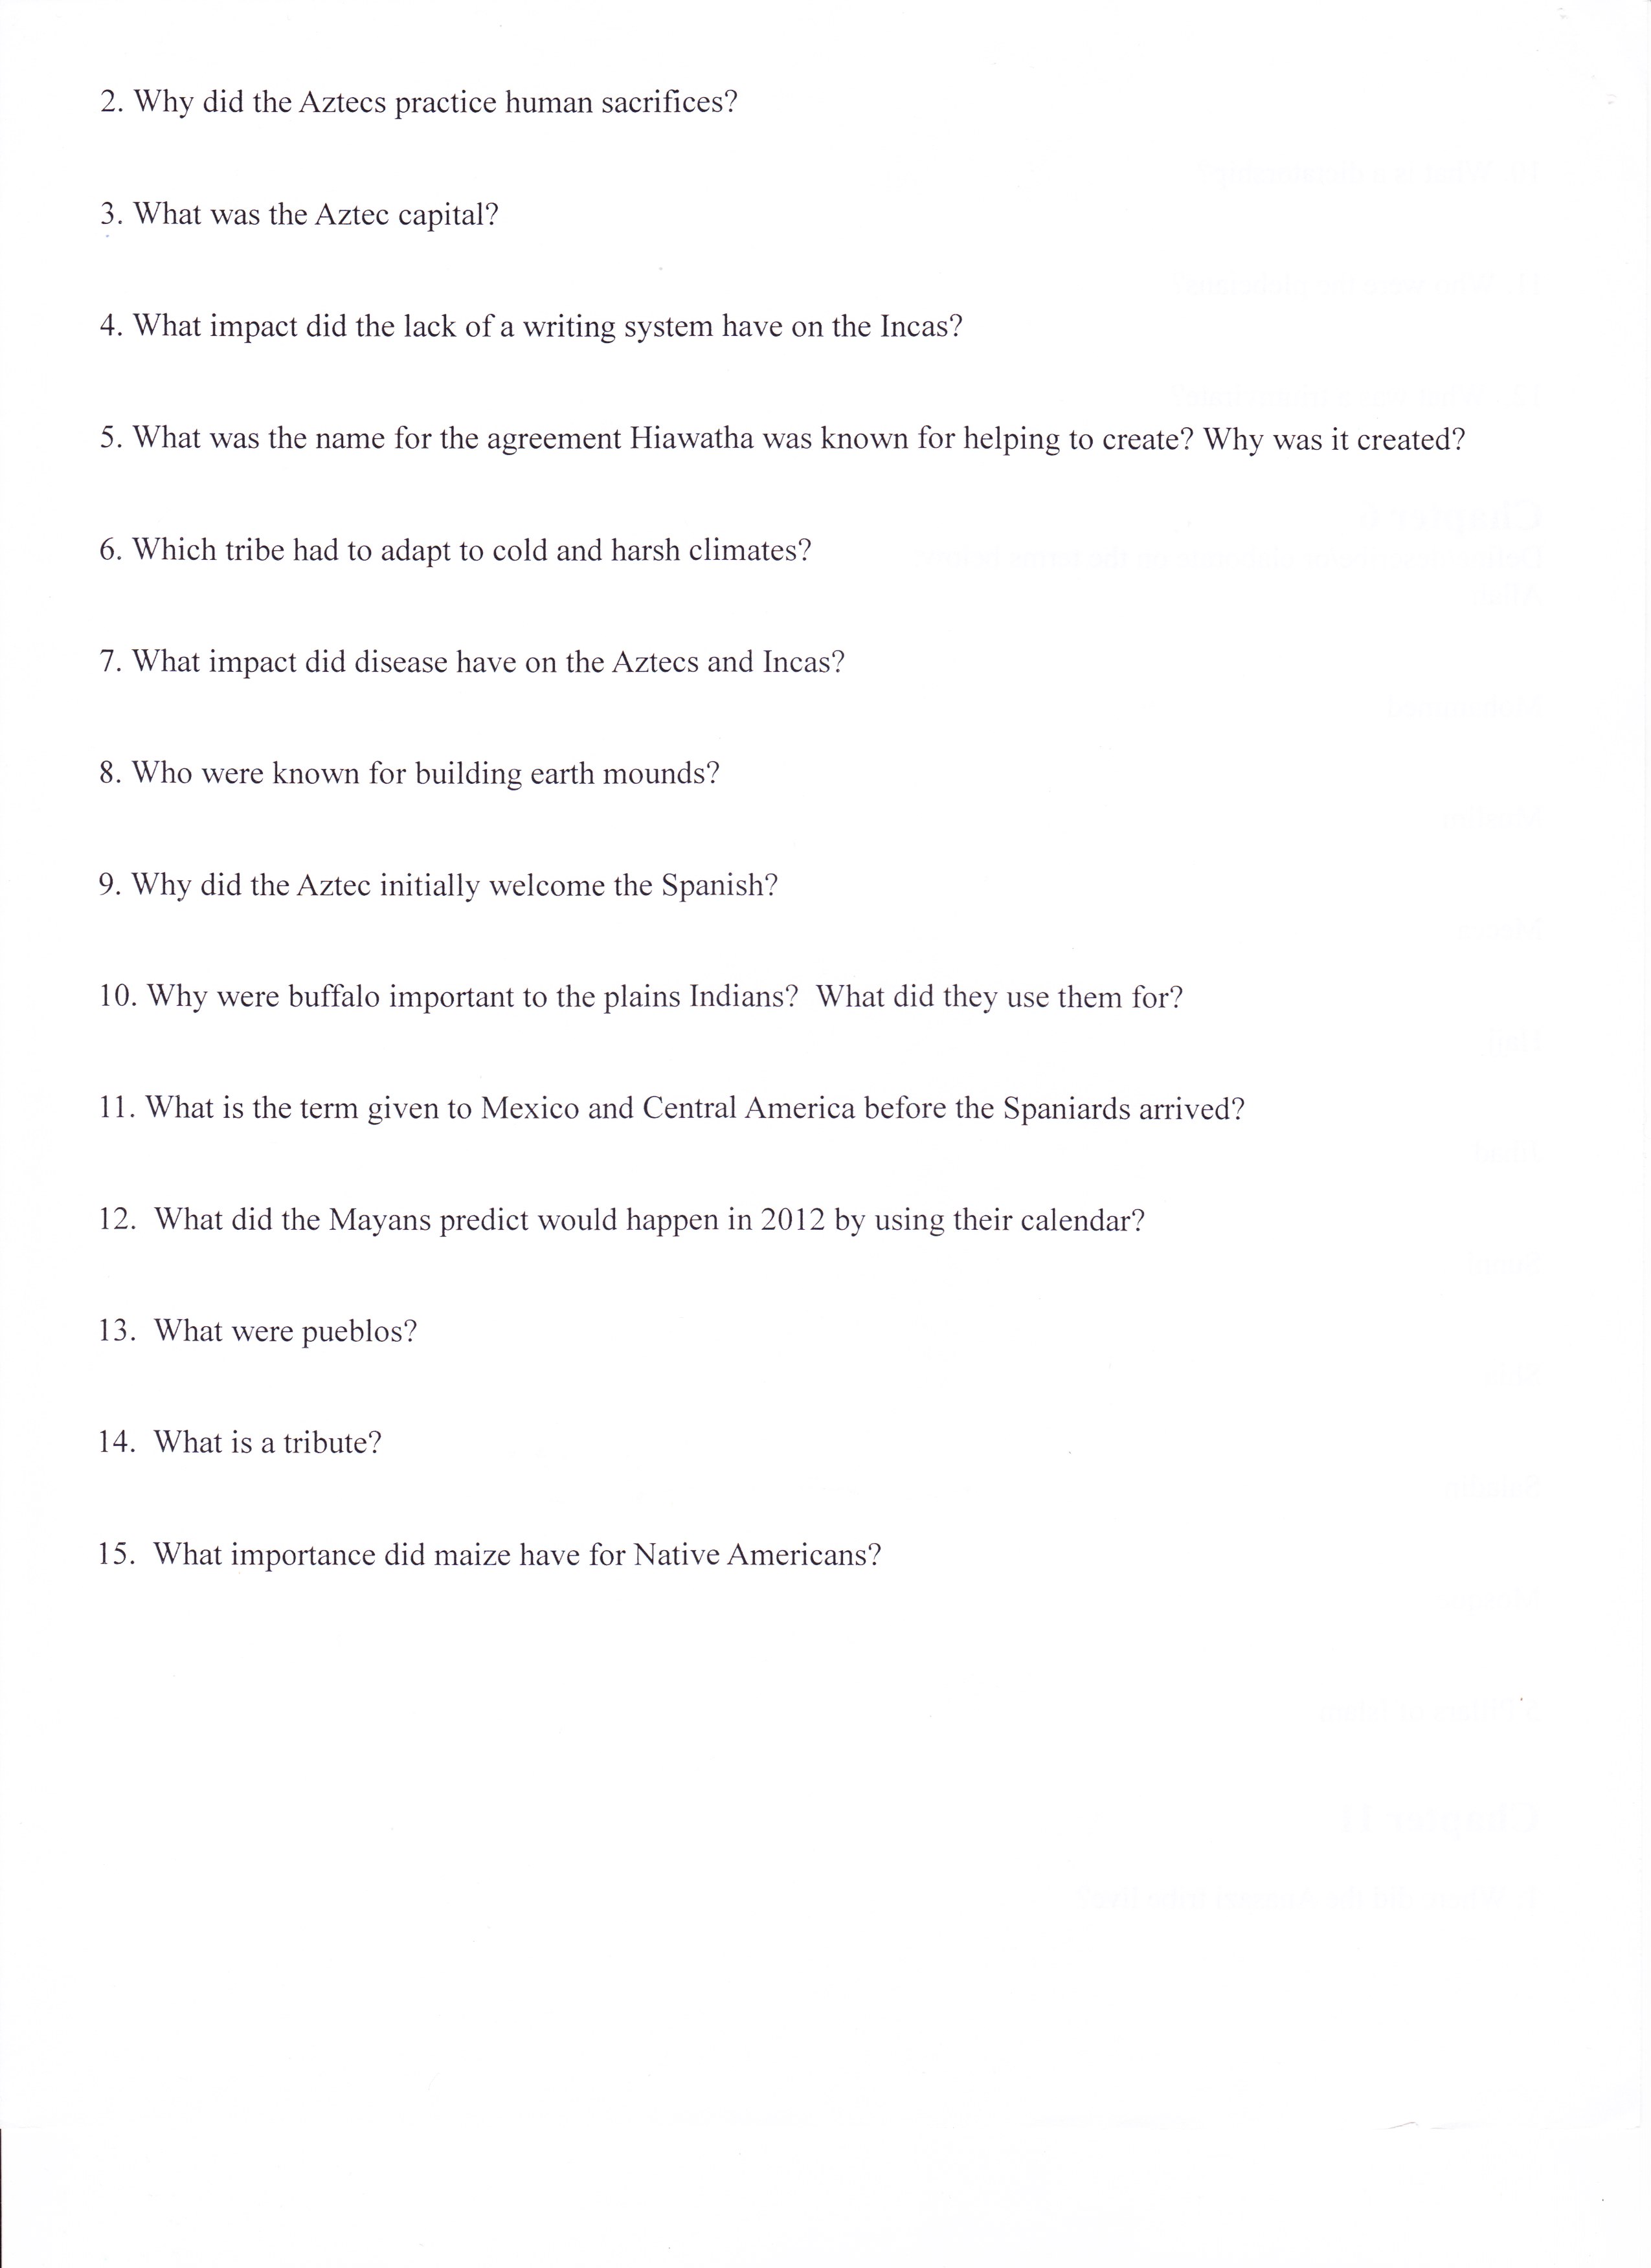 2. Why did the Aztecs practice human sacrifices?
3. What was the Aztec capital?
4. What impact did the lack of a writing system have on the Incas?
5. What was the name for the agreement Hiawatha was known for helping to create? Why was it created?
6. Which tribe had to adapt to cold and harsh climates?
7. What impact did disease have on the Aztecs and Incas?
8. Who were known for building earth mounds?
9. Why did the Aztec initially welcome the Spanish?
10. Why were buffalo important to the plains Indians?  What did they use them for?
11. What is the term given to Mexico and Central America before the Spaniards arrived?
12.  What did the Mayans predict would happen in 2012 by using their calendar?
13.  What were pueblos?
14.  What is a tribute?
15.  What importance did maize have for Native Americans?